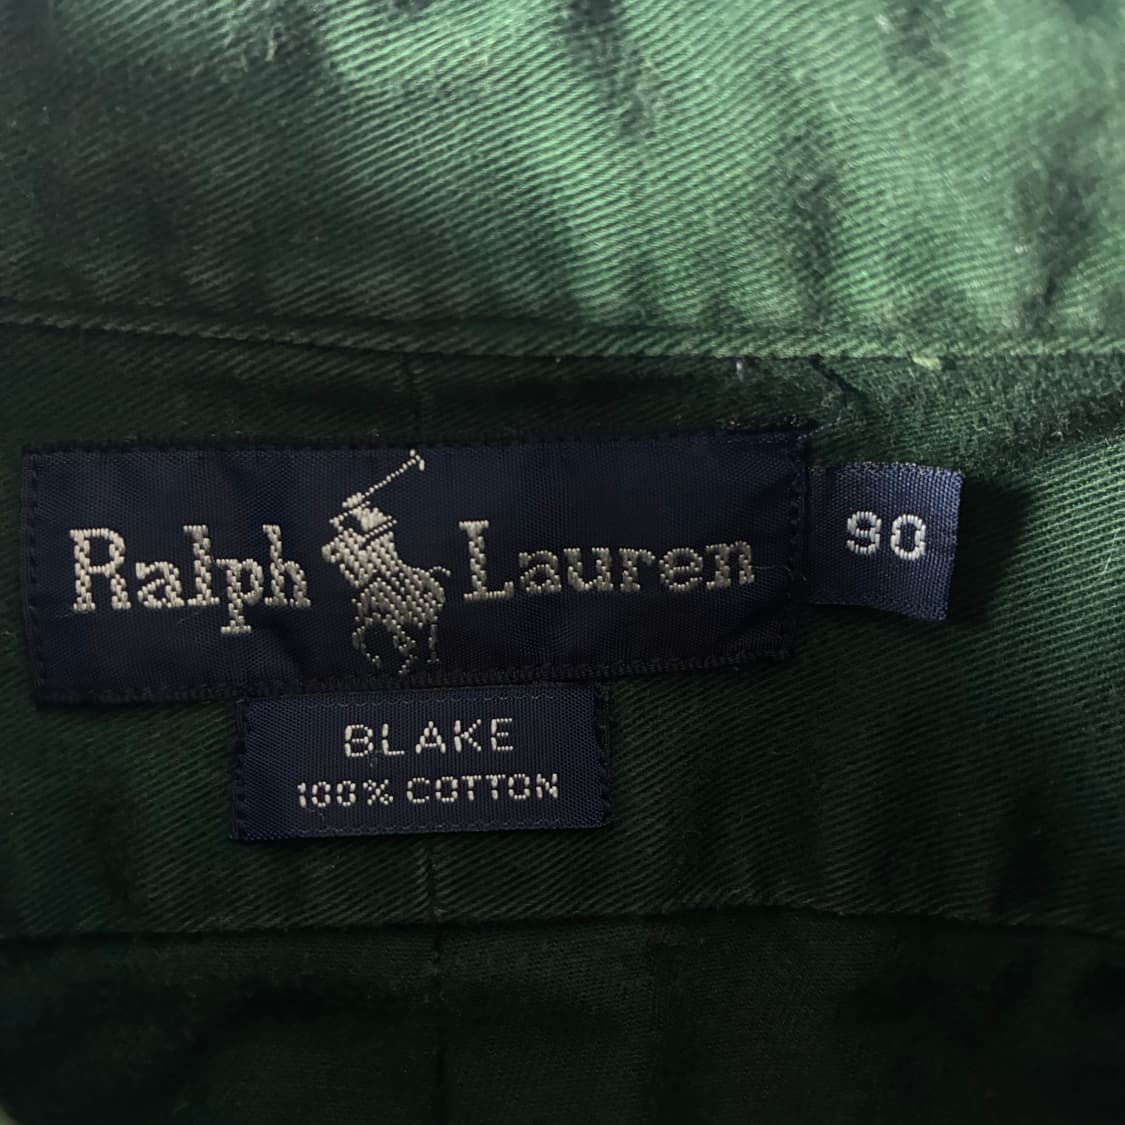 Ralph Lauren
90
BLAKE
100% COTTON